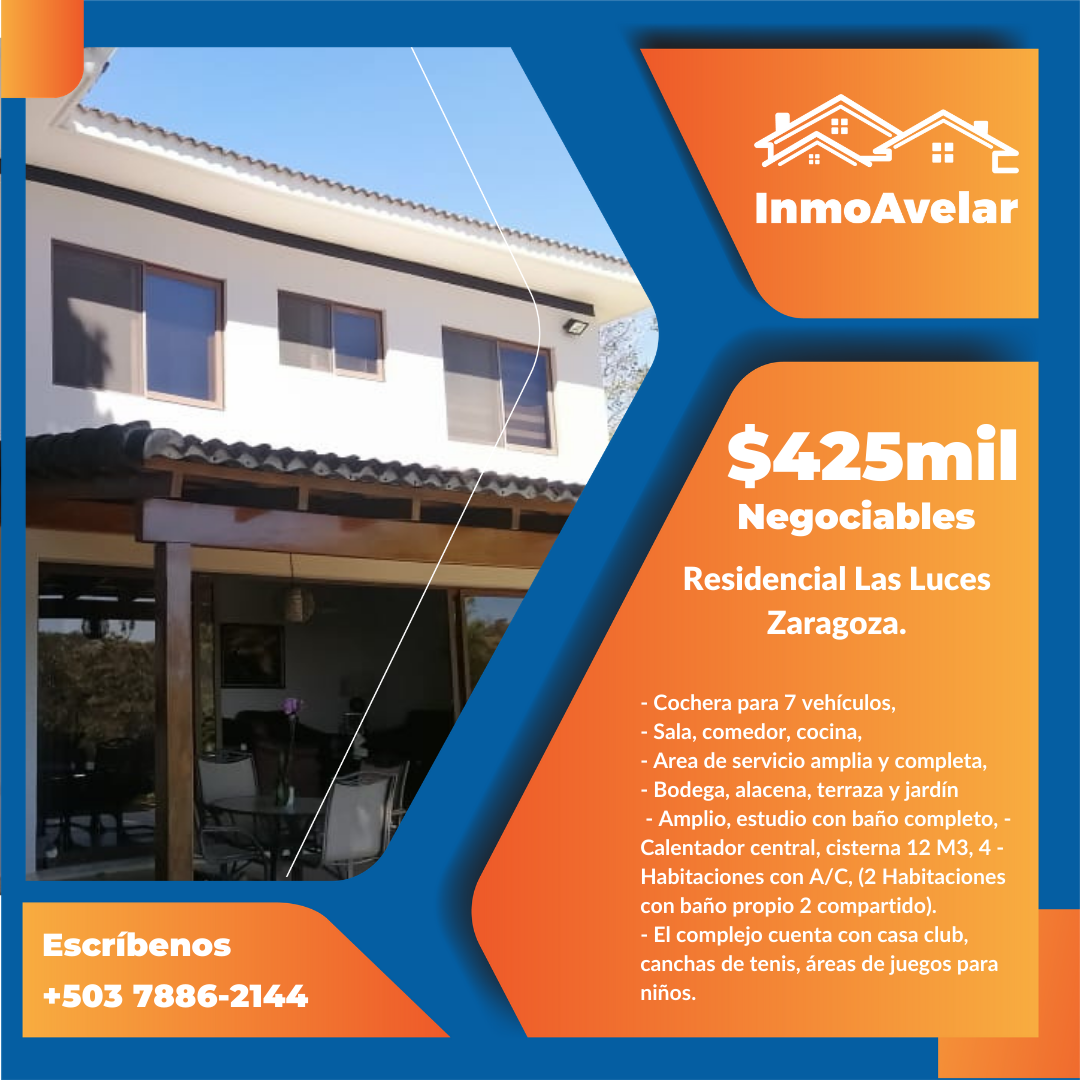 InmoAvelar
$425mil
Negociables
Residencial Las Luces
Zaragoza.
- Cochera para 7 vehículos,
- Sala, comedor, cocina,
- Area de servicio amplia y completa,
- Bodega, alacena, terraza y jardín
- Amplio, estudio con baño completo, -
Calentador central, cisterna 12 M3, 4 -
Habitaciones con A/C, (2 Habitaciones
con baño propio 2 compartido).
- El complejo cuenta con casa club,
canchas de tenis, áreas de juegos para
niños.
Escríbenos
+503 7886-2144